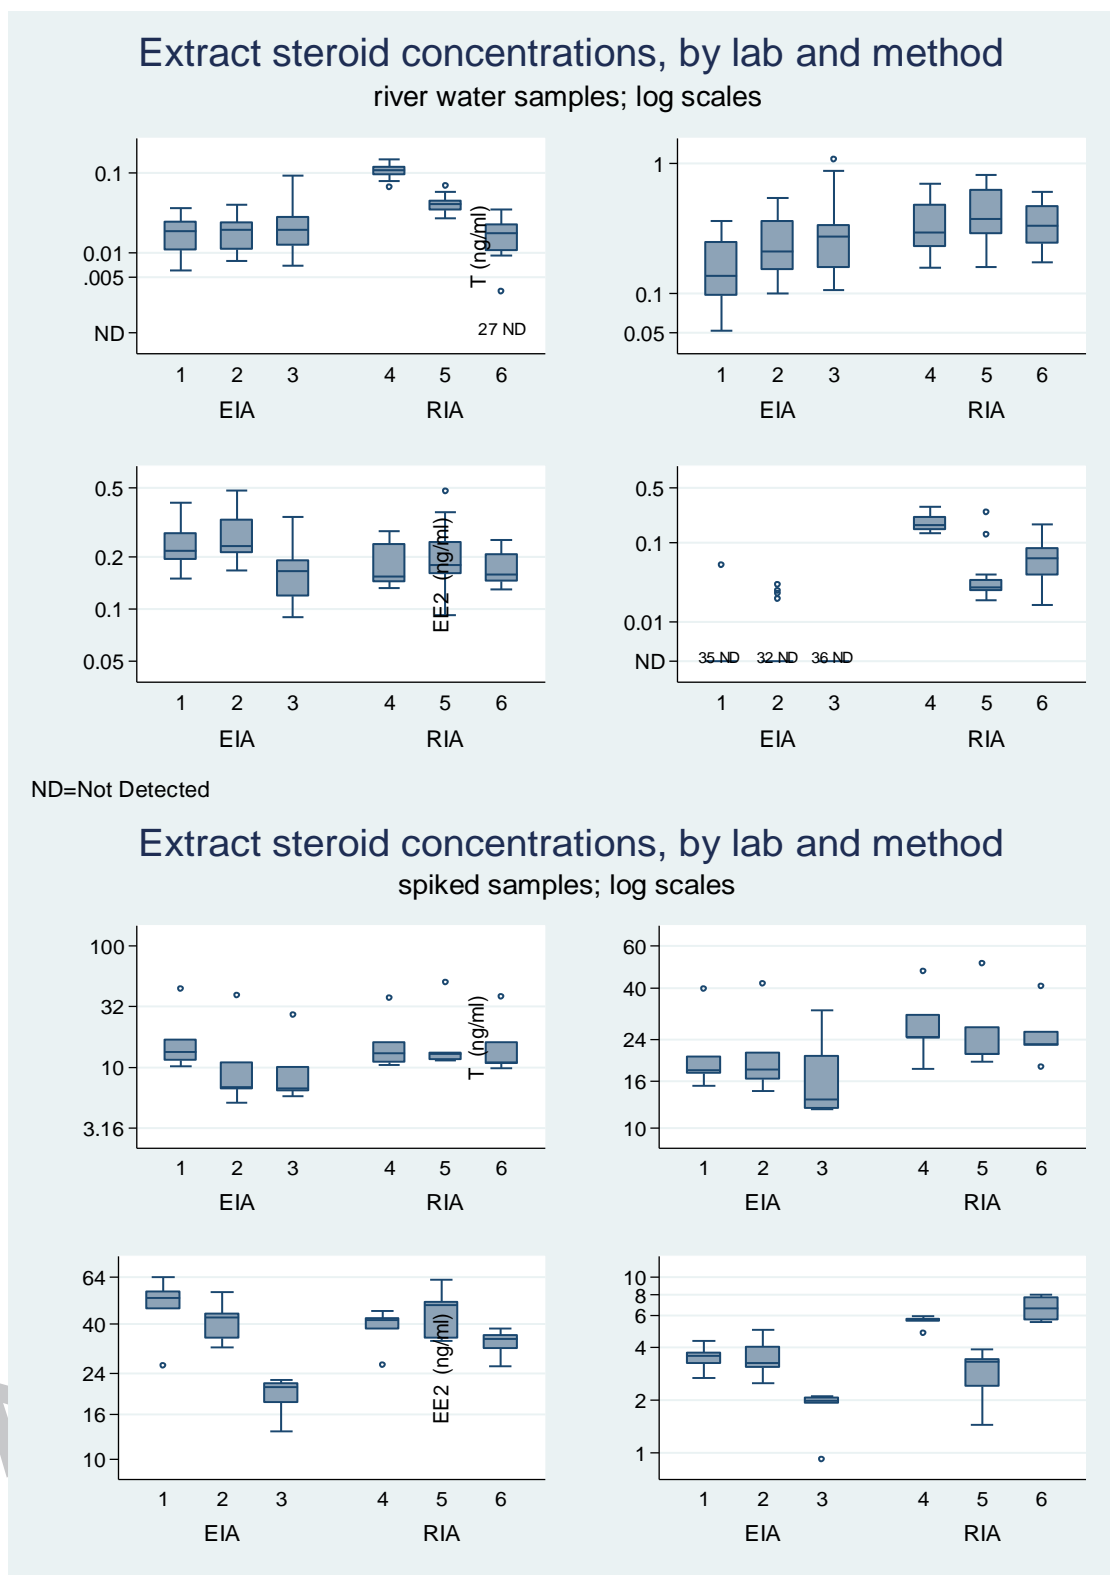 Extract steroid concentrations, by lab and method
river water samples; log scales
0.1
0.01
.005
ND
T (ng/ml)
27 ND
1 2 3 4 5 6
EIA RIA
1
0.1
0.05
1 2 3 4 5 6
EIA RIA
0.5
0.2
0.1
0.05
EE2 (ng/ml)
1 2 3 4 5 6
EIA RIA
0.5
0.1
0.01
ND
35 ND 32 ND 36 ND
1 2 3 4 5 6
EIA RIA
ND=Not Detected
Extract steroid concentrations, by lab and method
spiked samples; log scales
100
32
10
3.16
T (ng/ml)
1 2 3 4 5 6
EIA RIA
60
40
24
16
10
1 2 3 4 5 6
EIA RIA
64
40
24
16
10
EE2 (ng/ml)
1 2 3 4 5 6
EIA RIA
10
8
6
4
2
1
1 2 3 4 5 6
EIA RIA